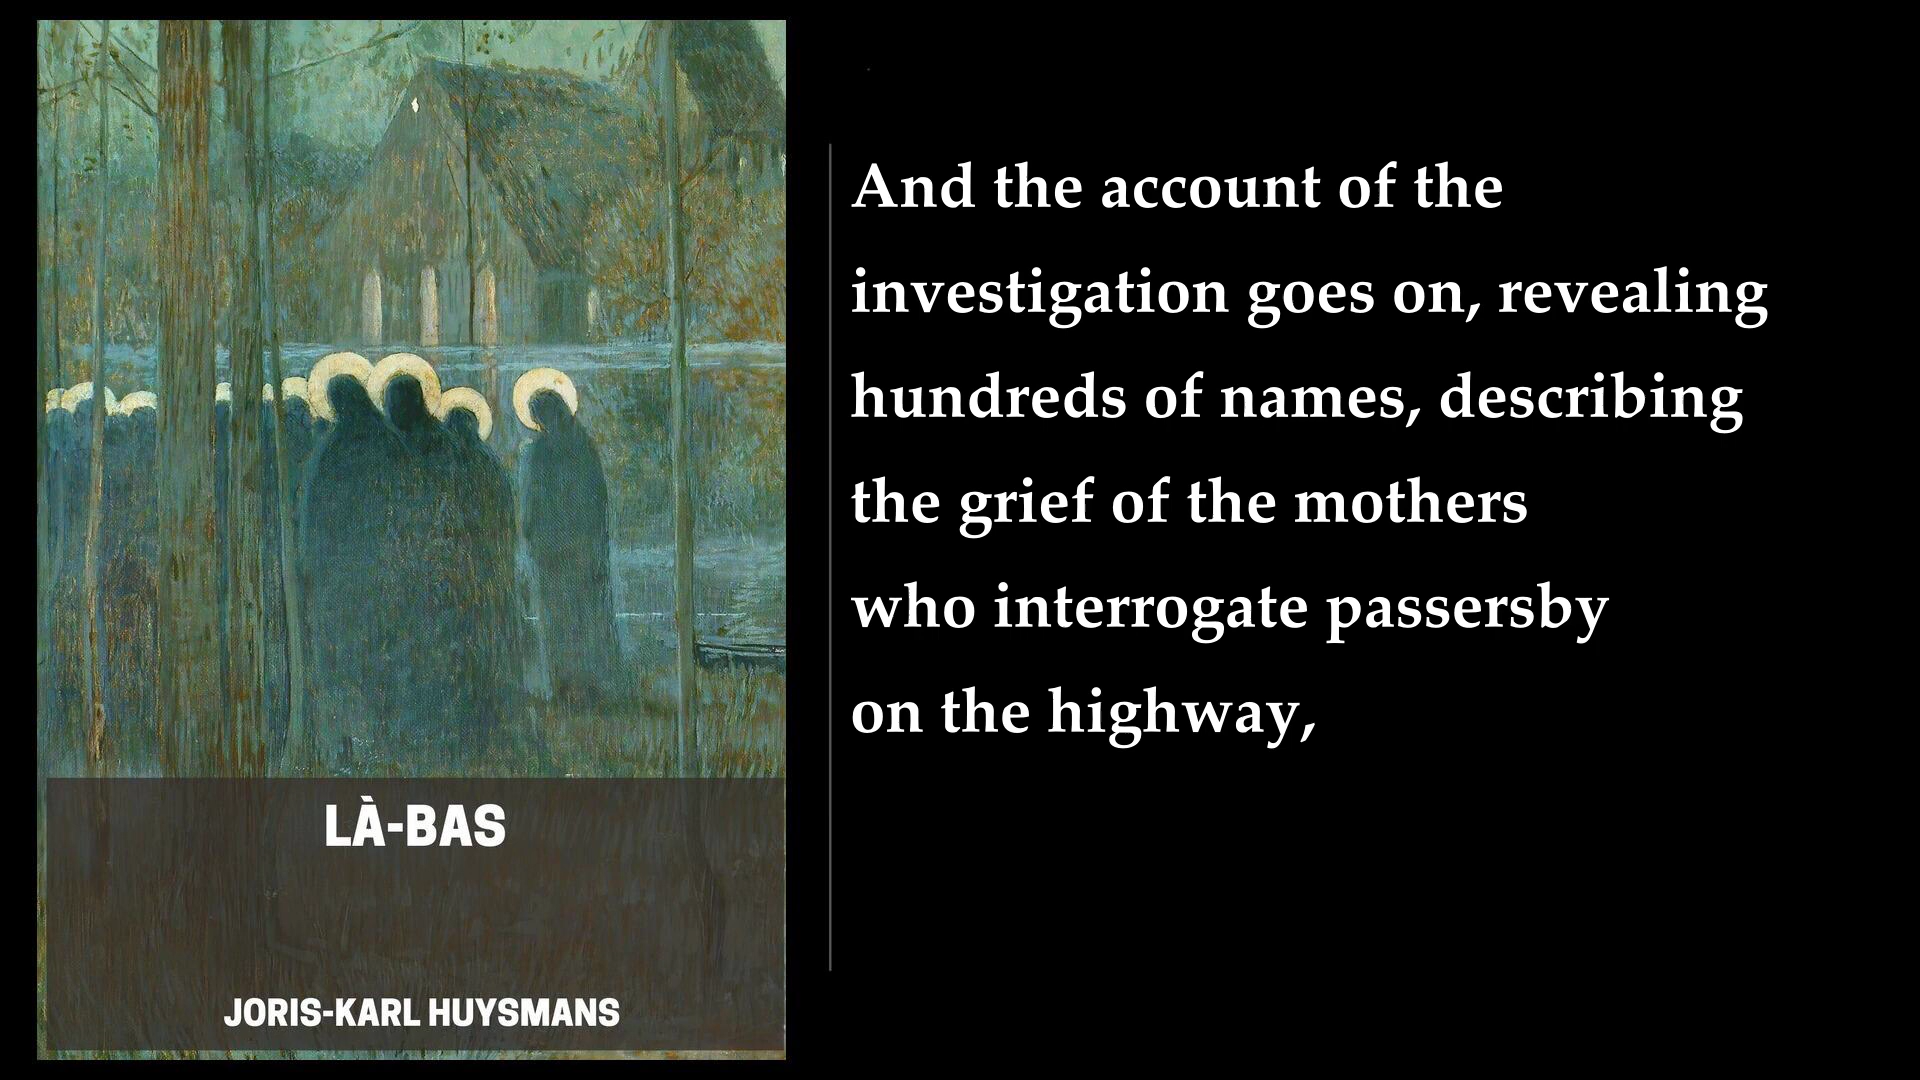 LÀ-BAS
JORIS-KARL HUYSMANS
And the account of the
investigation goes on, revealing
hundreds of names, describing
the grief of the mothers
who interrogate passersby
on the highway,